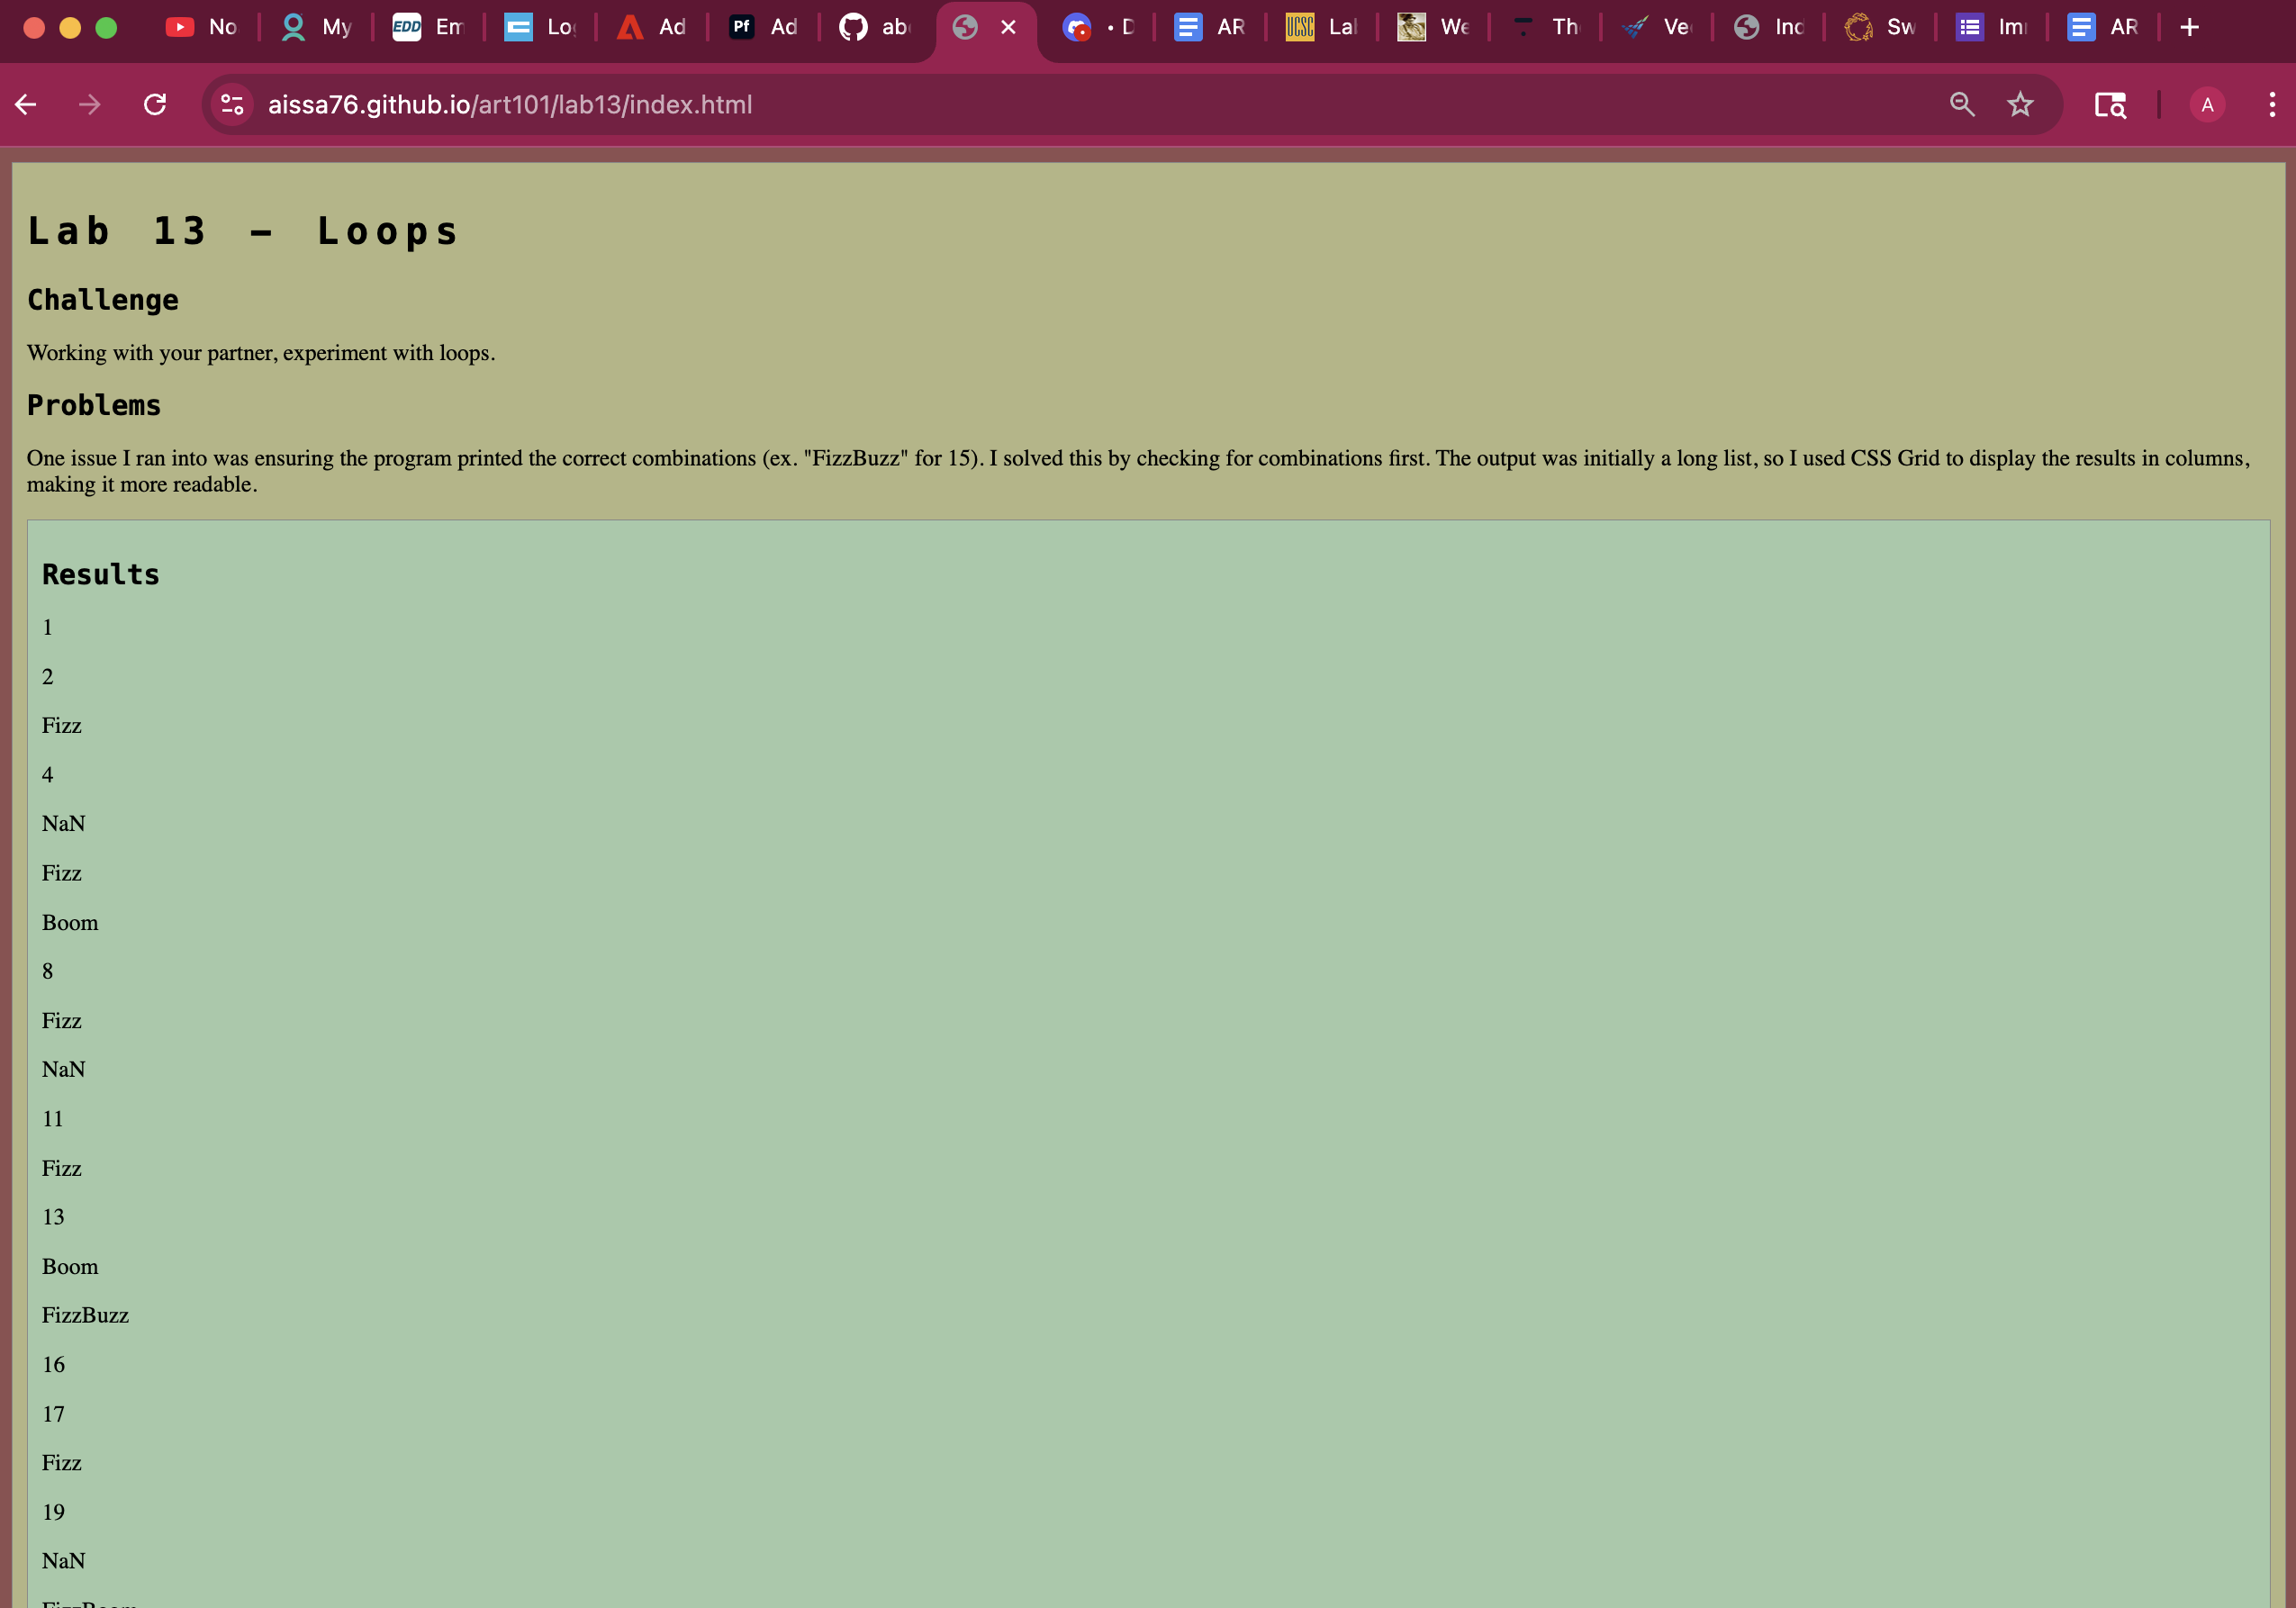 No
My
EDD
Em
Lo
Ad
Pf
Ad
ab
• D
AR
UCSC
Lal
We
Th
Ve
Ind
Sw
Im
AR
aissa76.github.io/art101/lab13/index.html
A
Lab 13 - Loops
Challenge
Working with your partner, experiment with loops.
Problems
One issue I ran into was ensuring the program printed the correct combinations (ex. "FizzBuzz" for 15). I solved this by checking for combinations first. The output was initially a long list, so I used CSS Grid to display the results in columns,
making it more readable.
Results
1
2
Fizz
4
NaN
Fizz
Boom
8
Fizz
NaN
11
Fizz
13
Boom
FizzBuzz
16
17
Fizz
19
NaN
FizzBoom